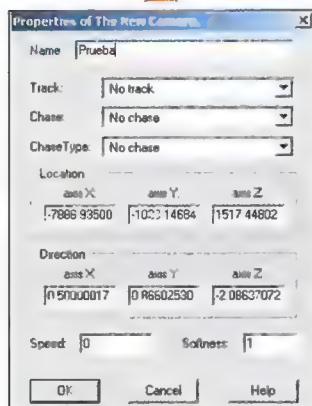 Properties of The New Camera.
Name Prueba
Track: No track
Chase: No chase
ChaseType: No chase
Location
axis X axis Y axis Z
-7886.93500 1517.44802
Direction
axis X axis Y axis Z
0.50000017 0.86602530 -2.08637072
Speed: 0 Softness: 1
OK Cancel Help